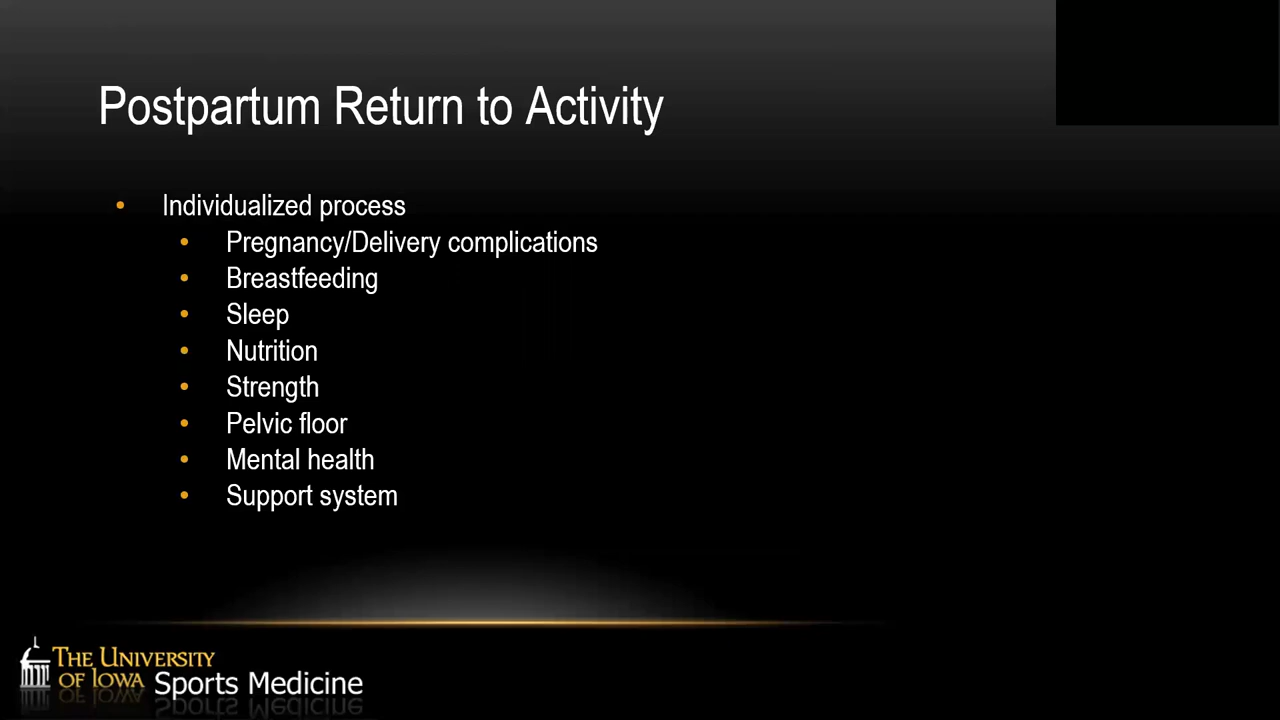 Postpartum Return to Activity
• Individualized process
• Pregnancy/Delivery complications
• Breastfeeding
• Sleep
• Nutrition
• Strength
• Pelvic floor
• Mental health
• Support system
THE UNIVERSITY
OF IOWA
Sports Medicine